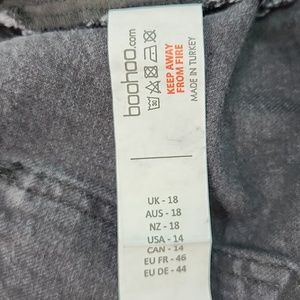 boohoo.com
KEEP AWAY
FROM FIRE
MADE IN TURKEY
UK - 18
AUS - 18
NZ - 18
USA - 14
CAN - 14
EU FR - 46
EU DE - 44